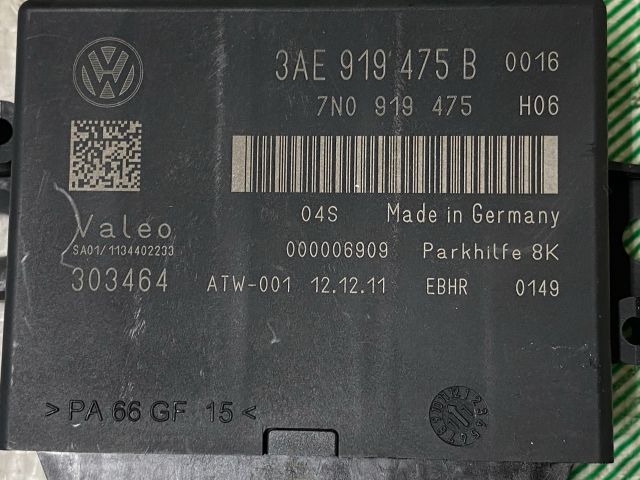 3AE 919 475 B 0016
7N0 919 475 H06
04S Made in Germany
Valeo
SA01/1134402233
000006909 Parkhilfe 8K
303464 ATW-001 12.12.11 EBHR 0149
>PA 66 GF 15<